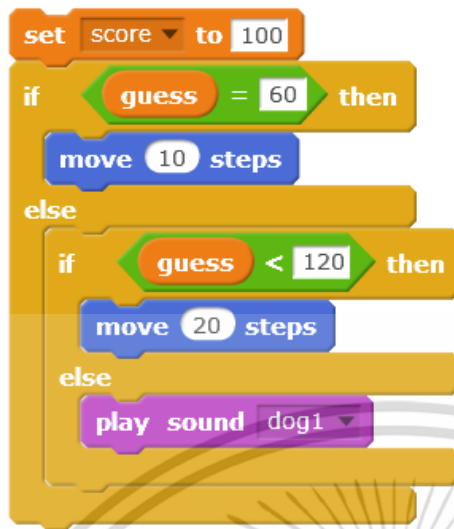 set score to 100
if guess = 60 then
move 10 steps
else
if guess < 120 then
move 20 steps
else
play sound dog1